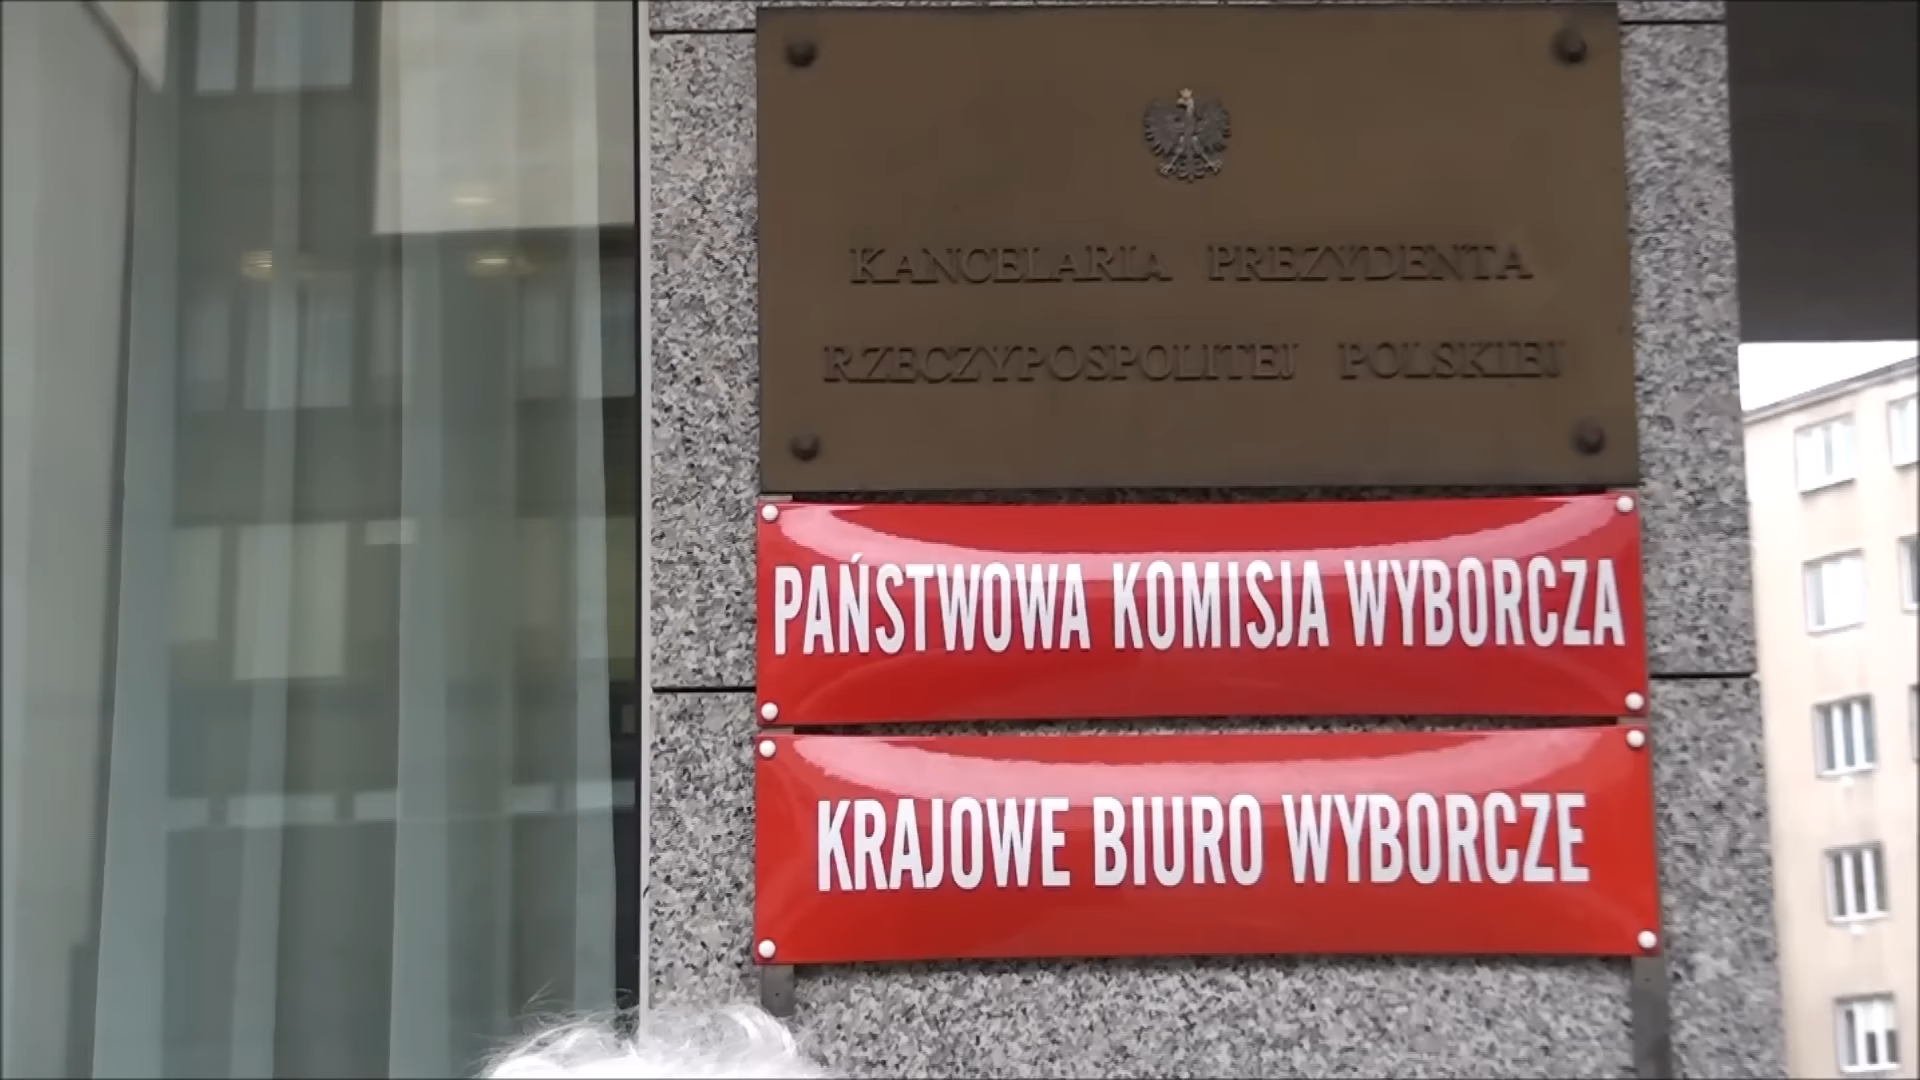 KANCELARIA PREZYDENTA
RZECZYPOSPOLITEJ POLSKIEJ
PAŃSTWOWA KOMISJA WYBORCZA
KRAJOWE BIURO WYBORCZE